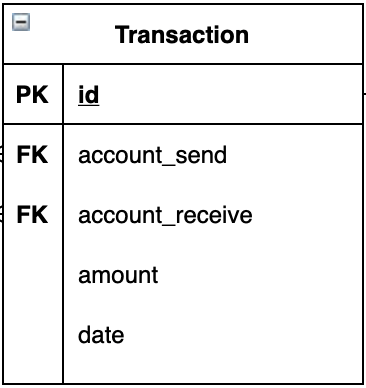 Transaction
PK id
FK account_send
FK account_receive
amount
date